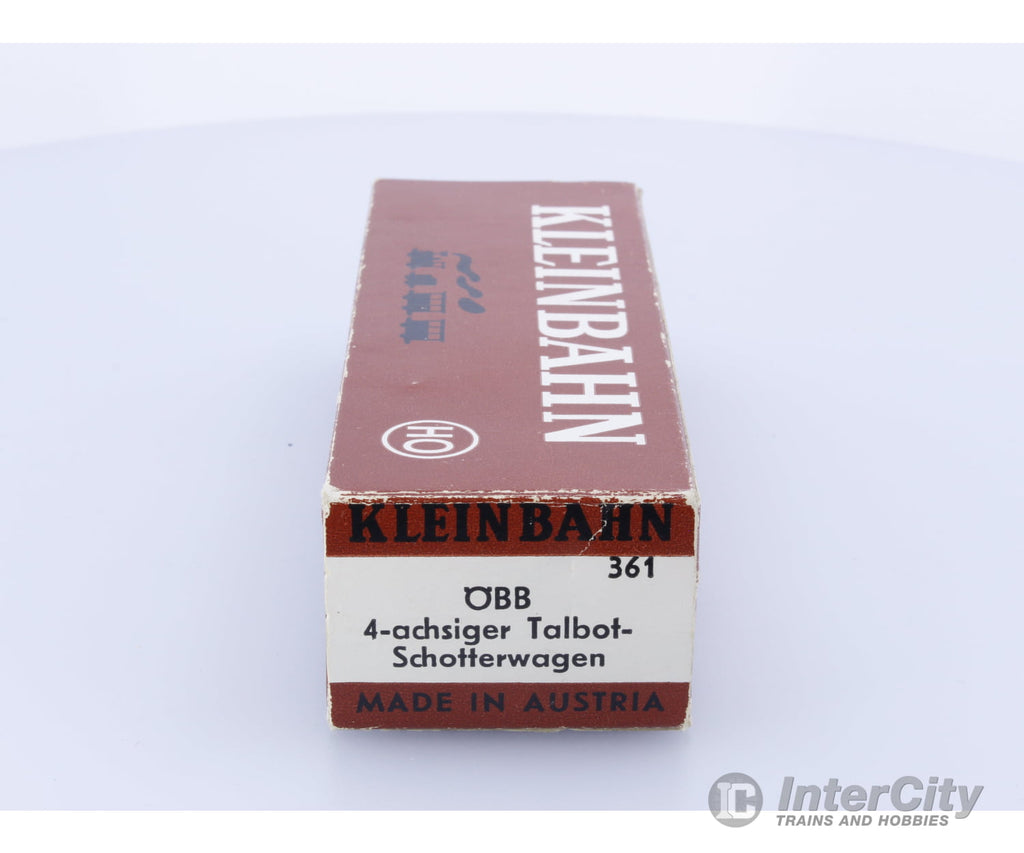 KLEINBAHN
HO
KLEINBAHN
361
ÖBB
4-achsiger Talbot-
Schotterwagen
MADE IN AUSTRIA
InterCity
TRAINS AND HOBBIES